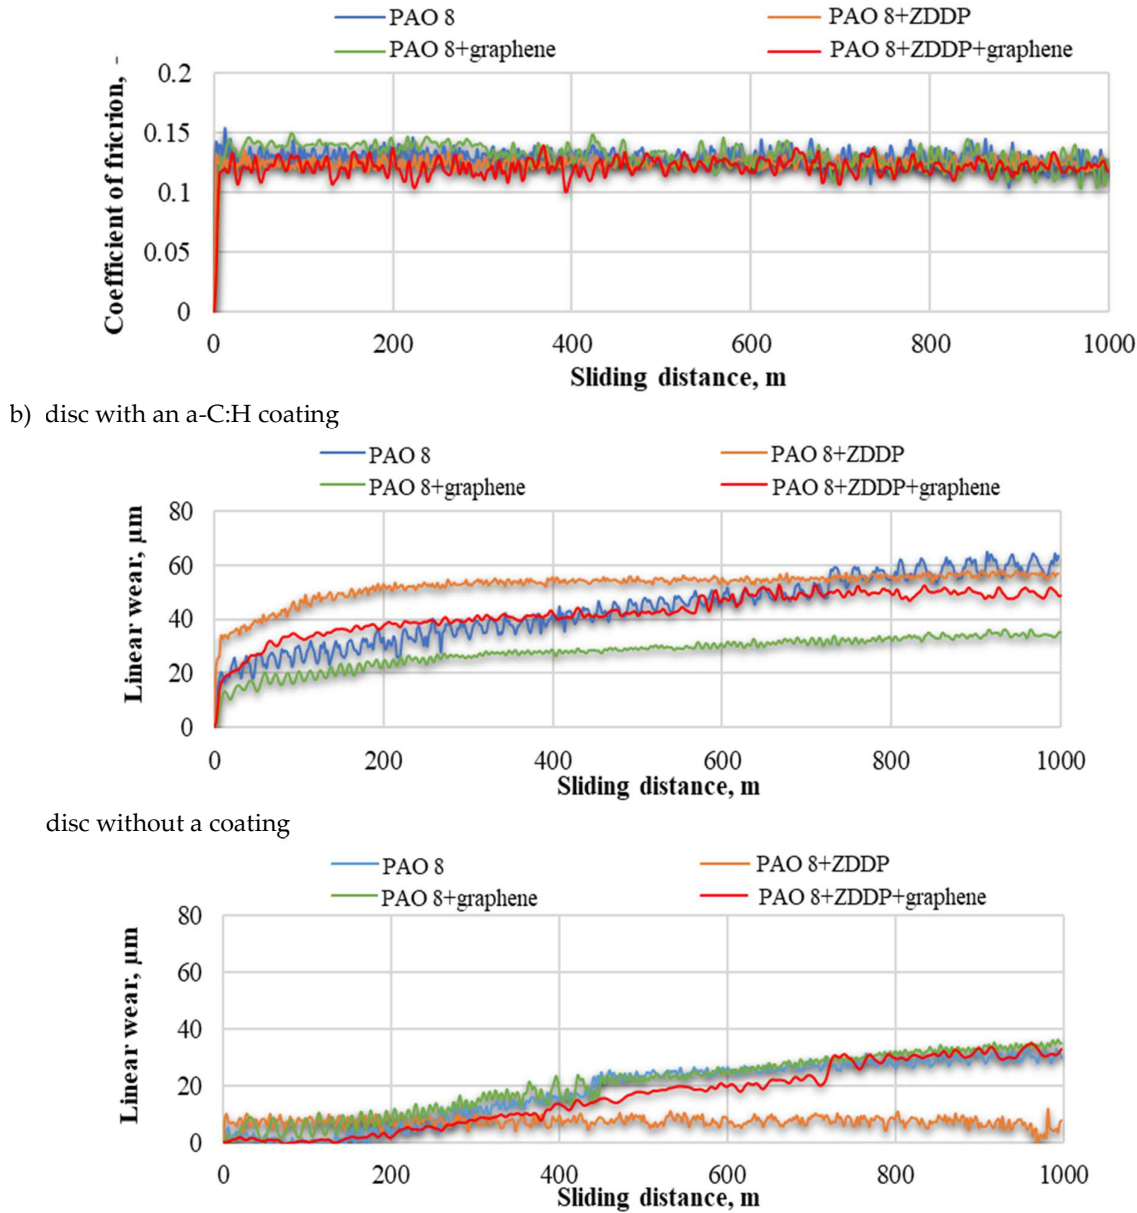 PAO 8 PAO 8+ZDDP
PAO 8+graphene PAO 8+ZDDP+graphene
Coefficient of fricrion, -
0.2
0.15
0.1
0.05
0
0 200 400 600 800 1000
Sliding distance, m
b) disc with an a-C:H coating
PAO 8 PAO 8+ZDDP
PAO 8+graphene PAO 8+ZDDP+graphene
Linear wear, µm
80
60
40
20
0
0 200 400 600 800 1000
Sliding distance, m
disc without a coating
PAO 8 PAO 8+ZDDP
PAO 8+graphene PAO 8+ZDDP+graphene
Linear wear, µm
80
60
40
20
0
0 200 400 600 800 1000
Sliding distance, m